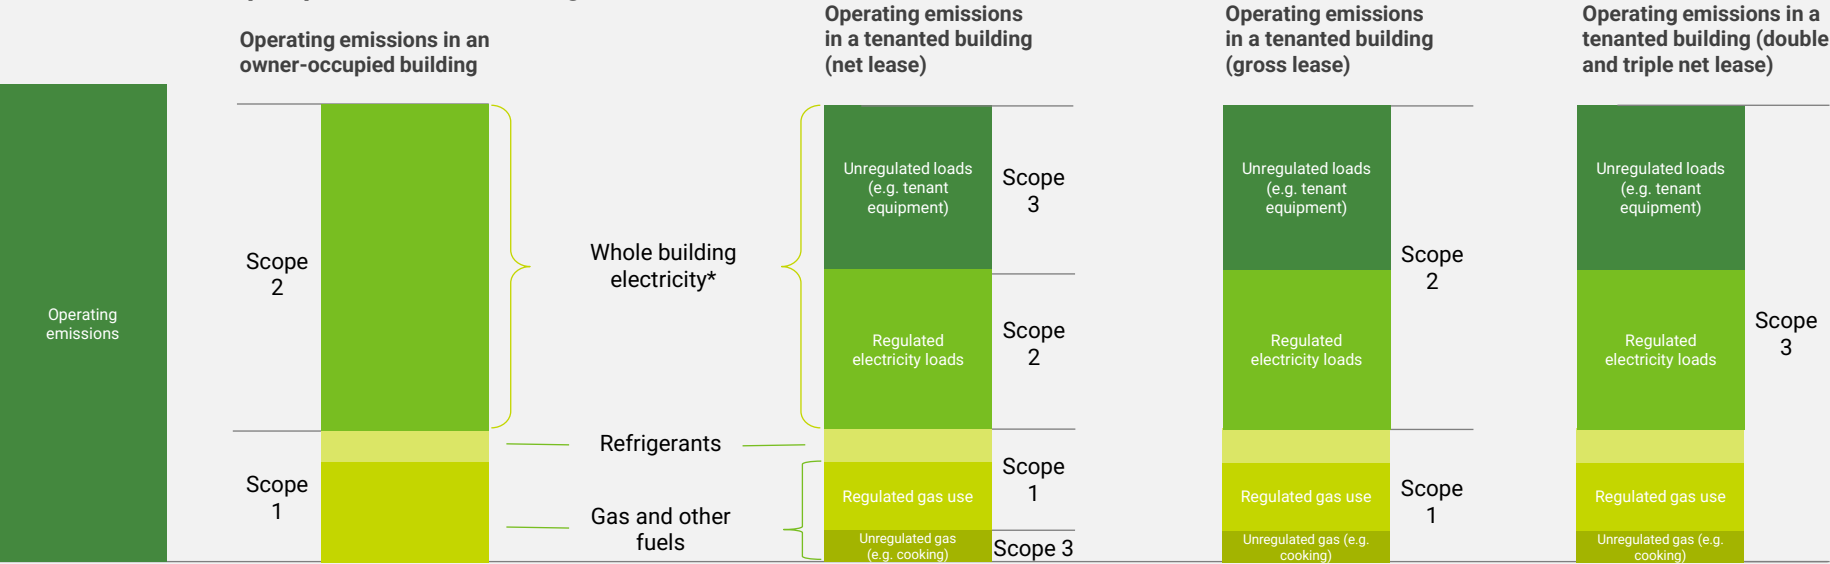 Operating
emissions
Operating emissions in an
owner-occupied building
Scope
2
Scope
1
Whole building
electricity*
Refrigerants
Gas and other
fuels
Operating emissions
in a tenanted building
(net lease)
Unregulated loads
(e.g. tenant
equipment)
Scope
3
Regulated
electricity loads
Scope
2
Regulated gas use
Scope
1
Unregulated gas
(e.g. cooking)
Scope 3
Operating emissions
in a tenanted building
(gross lease)
Unregulated loads
(e.g. tenant
equipment)
Regulated
electricity loads
Scope
2
Regulated gas use
Unregulated gas (e.g.
cooking)
Scope
1
Operating emissions in a
tenanted building (double
and triple net lease)
Unregulated loads
(e.g. tenant
equipment)
Regulated
electricity loads
Regulated gas use
Unregulated gas (e.g.
cooking)
Scope
3